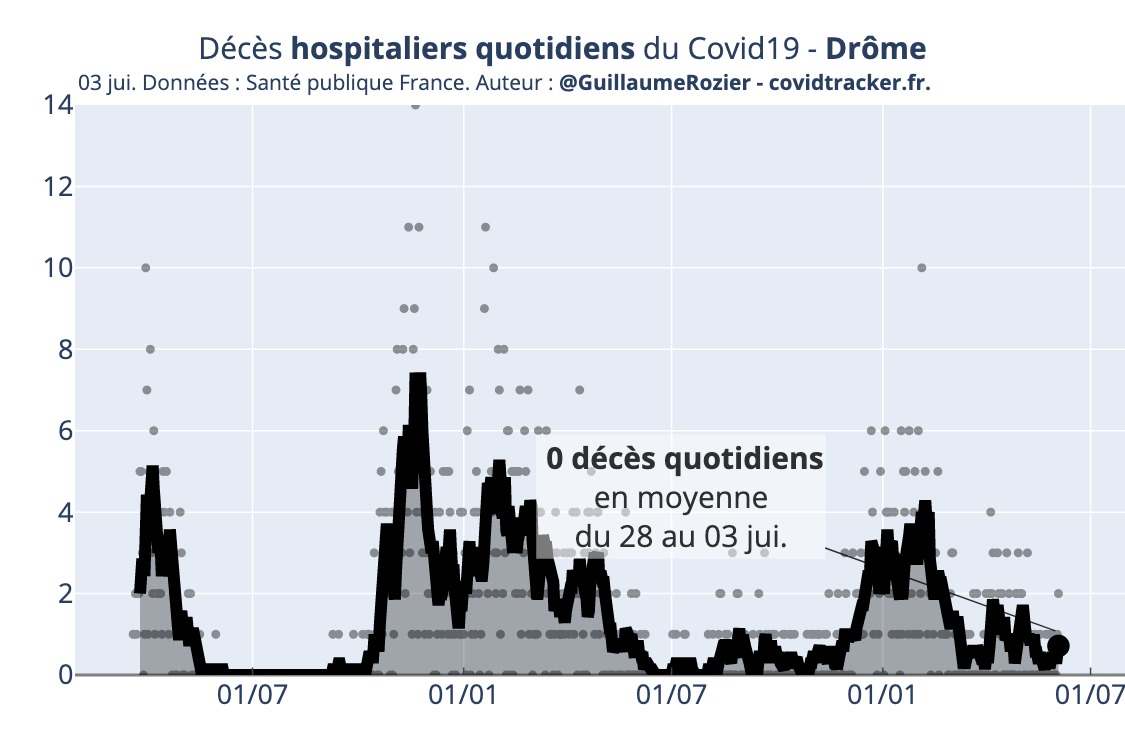 Décès hospitaliers quotidiens du Covid19 - Drôme
03 jui. Données : Santé publique France. Auteur : @GuillaumeRozier - covidtracker.fr.
14
12
10
8
6
4
2
0
0 décès quotidiens
en moyenne
du 28 au 03 jui.
01/07
01/01
01/07
01/01
01/07